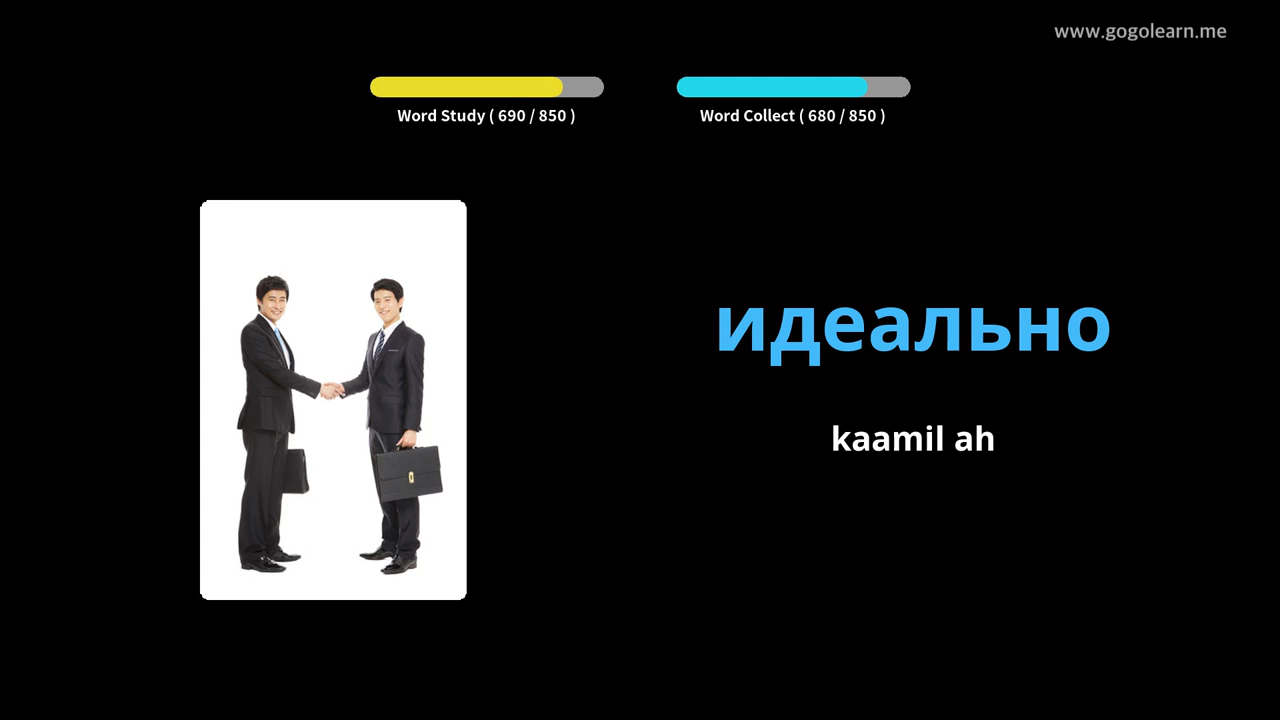 www.gogolearn.me
Word Study ( 690 / 850 )
Word Collect ( 680 / 850 )
идеально
kaamil ah